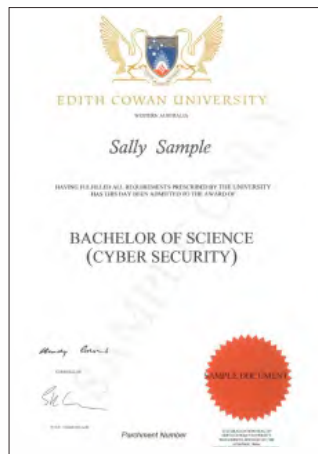 EDITH COWAN UNIVERSITY
WESTERN AUSTRALIA
Sally Sample
HAVING FULFILLED ALL REQUIREMENTS PRESCRIBED BY THE UNIVERSITY
HAS THIS DAY BEEN ADMITTED TO THE AWARD OF
BACHELOR OF SCIENCE
(CYBER SECURITY)
SAMPLE DOCUMENT
Parchment Number